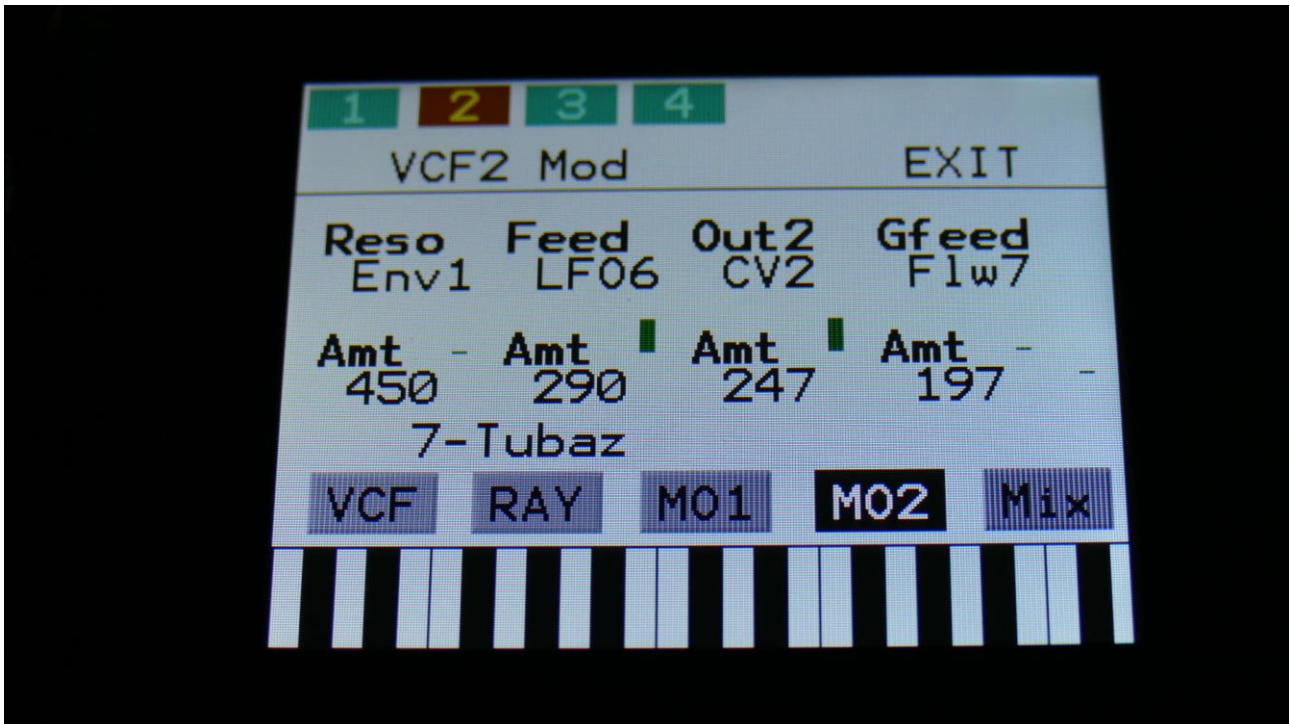 1 2 3 4
VCF2 Mod EXIT
Reso Feed Out2 Gfeed
Env1 LFO6 CV2 Flw7
Amt Amt Amt Amt
450 290 247 197
7-Tubaz
VCF RAY MO1 MO2 Mix